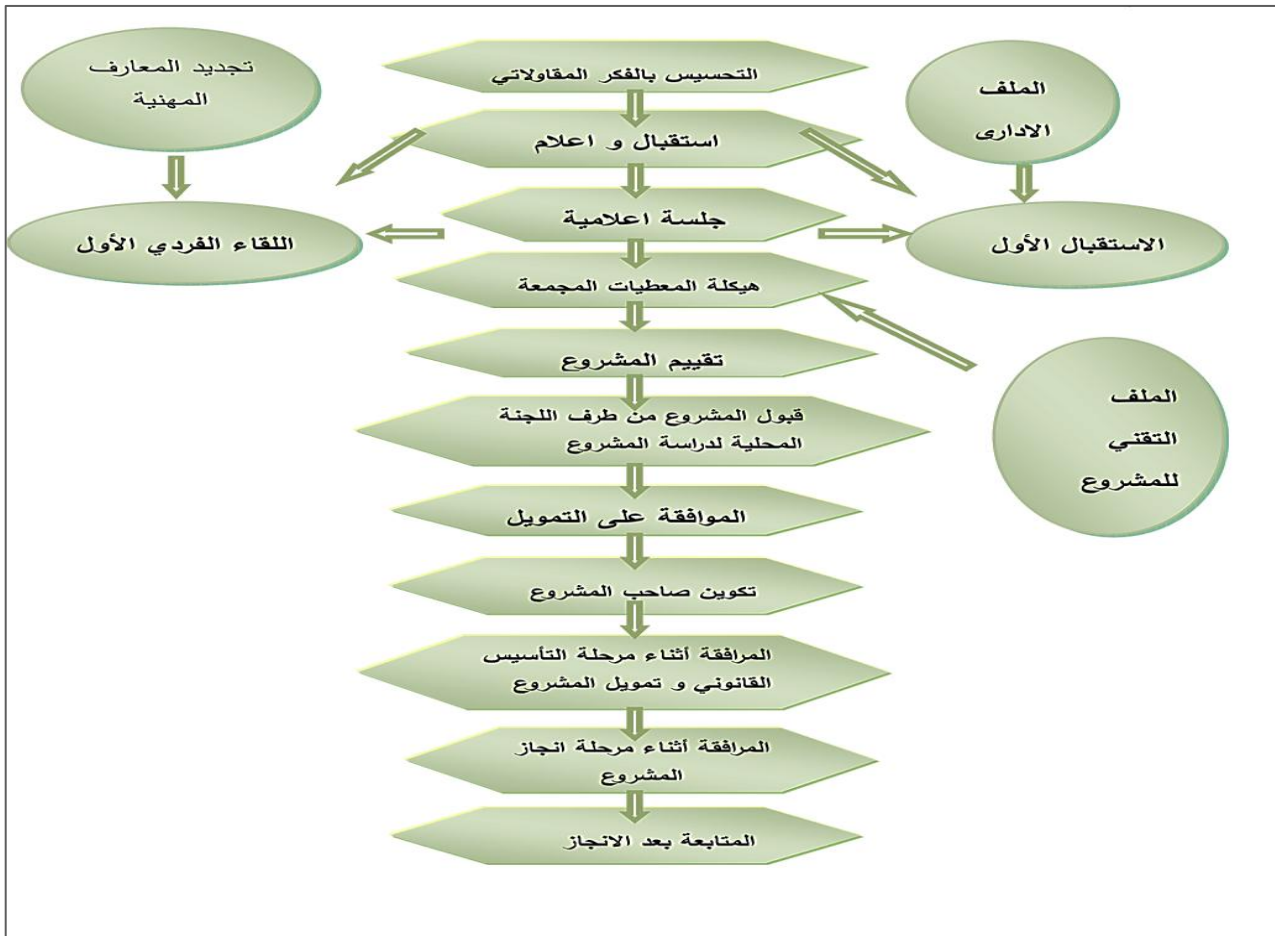 التحسيس بالفكر المقاولاتي
الملف
الادارى
تجديد المعارف
المهنية
استقبال و اعلام
جلسة اعلامية
الاستقبال الأول
اللقاء الفردي الأول
هيكلة المعطيات المجمعة
تقييم المشروع
الملف
التقني
للمشروع
قبول المشروع من طرف اللجنة
المحلية لدراسة المشروع
الموافقة على التمويل
تكوين صاحب المشروع
المرافقة أثناء مرحلة التأسيس
القانوني و تمويل المشروع
المرافقة أثناء مرحلة انجاز
المشروع
المتابعة بعد الانجاز